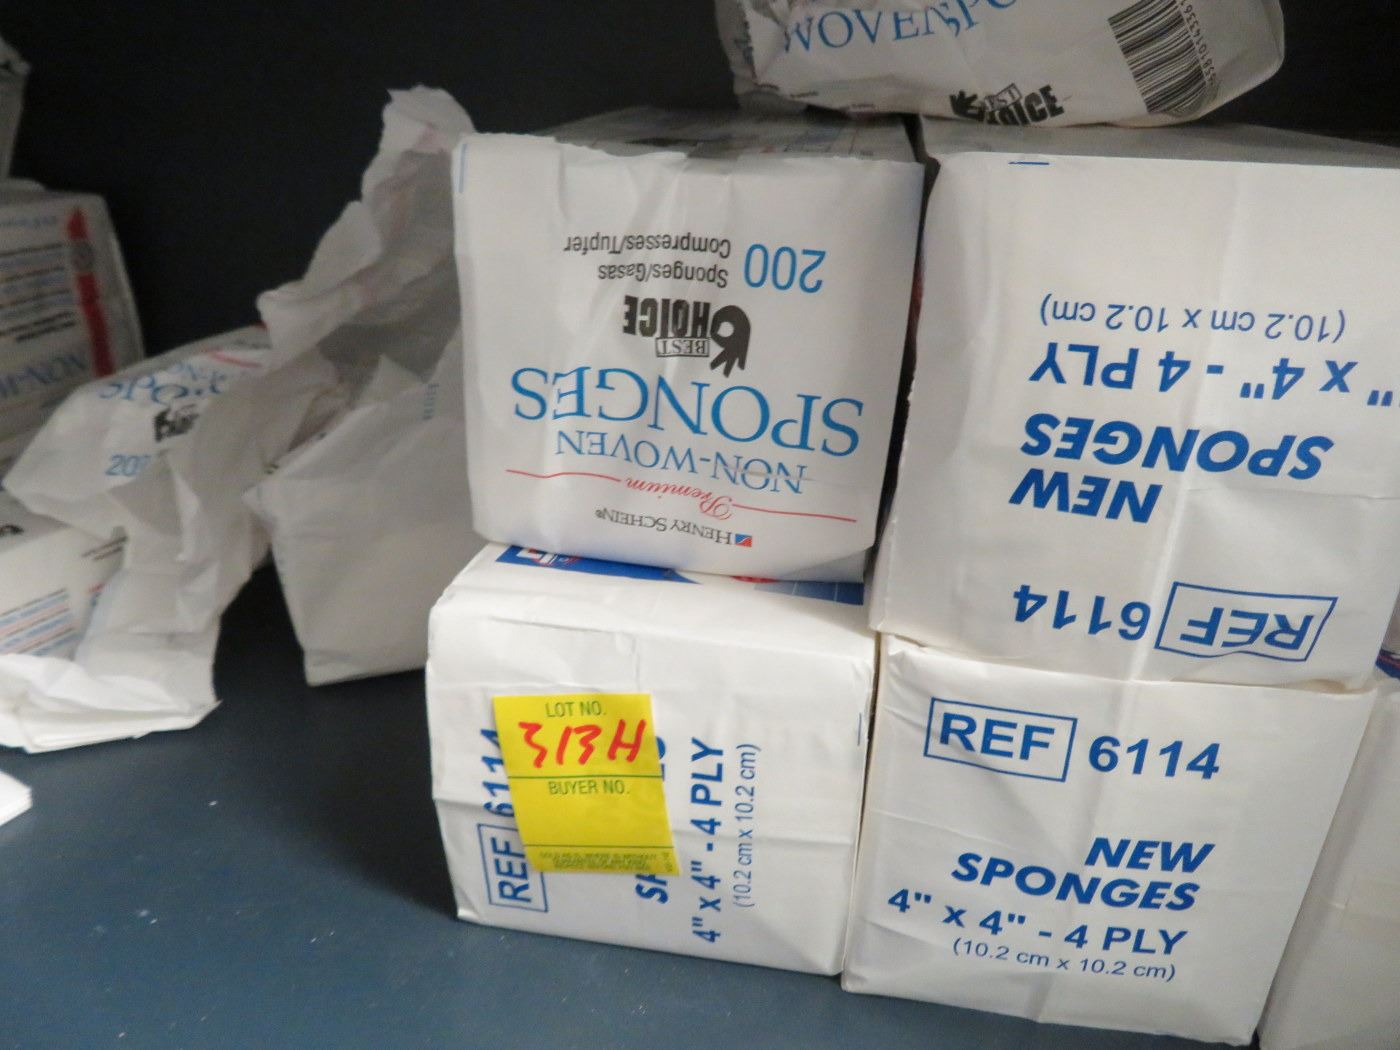 WOVEN
BEST
CHOICE
HENRY SCHEIN®
Premium
NON-WOVEN
SPONGES
BEST
CHOICE
200
Sponges/Gasas
Compresses/Tupfer
REF 6114
NEW
SPONGES
" x 4" - 4 PLY
(10.2 cm x 10.2 cm)
REF 6114
4" x 4" - 4 PLY
(10.2 cm x 10.2 cm)
LOT NO.
313H
BUYER NO.
REF 6114
NEW
SPONGES
4" x 4" - 4 PLY
(10.2 cm x 10.2 cm)